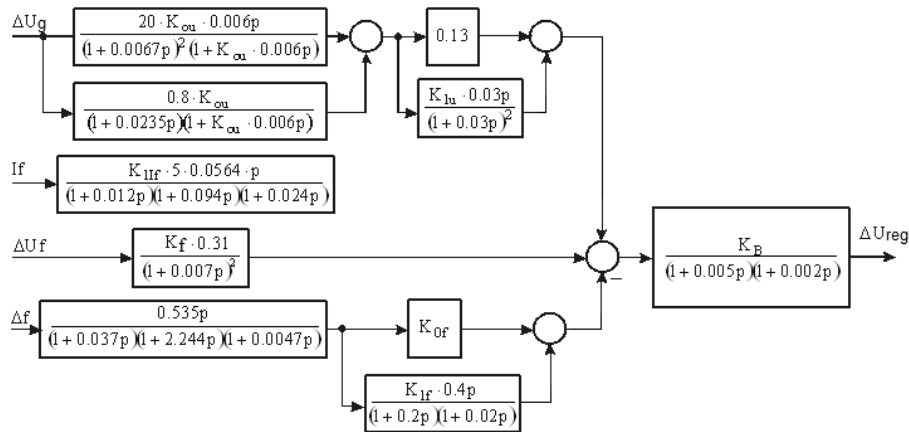 ΔUg
20 · K_ou · 0.006p
(1 + 0.0067p)² (1 + K_ou · 0.006p)
0.13
0.8 · K_ou
(1 + 0.0235p)(1 + K_ou · 0.006p)
K_lu · 0.03p
(1 + 0.03p)²
If
K_lIf · 5 · 0.0564 · p
(1 + 0.012p)(1 + 0.094p)(1 + 0.024p)
ΔUf
K_f · 0.31
(1 + 0.007p)²
−
K_B
(1 + 0.005p)(1 + 0.002p)
ΔUreg
Δf
0.535p
(1 + 0.037p)(1 + 2.244p)(1 + 0.0047p)
K_0f
K_lf · 0.4p
(1 + 0.2p)(1 + 0.02p)